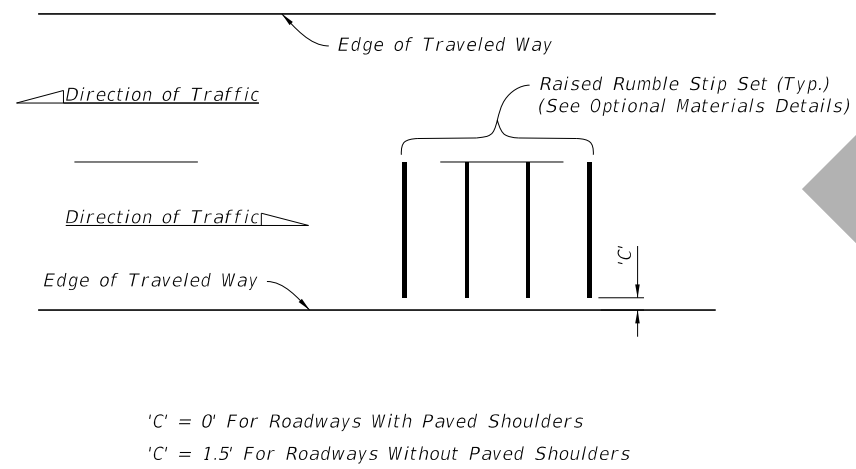 Edge of Traveled Way
Direction of Traffic
Raised Rumble Stip Set (Typ.)
(See Optional Materials Details)
Direction of Traffic
'C'
Edge of Traveled Way
'C' = 0' For Roadways With Paved Shoulders
'C' = 1.5' For Roadways Without Paved Shoulders